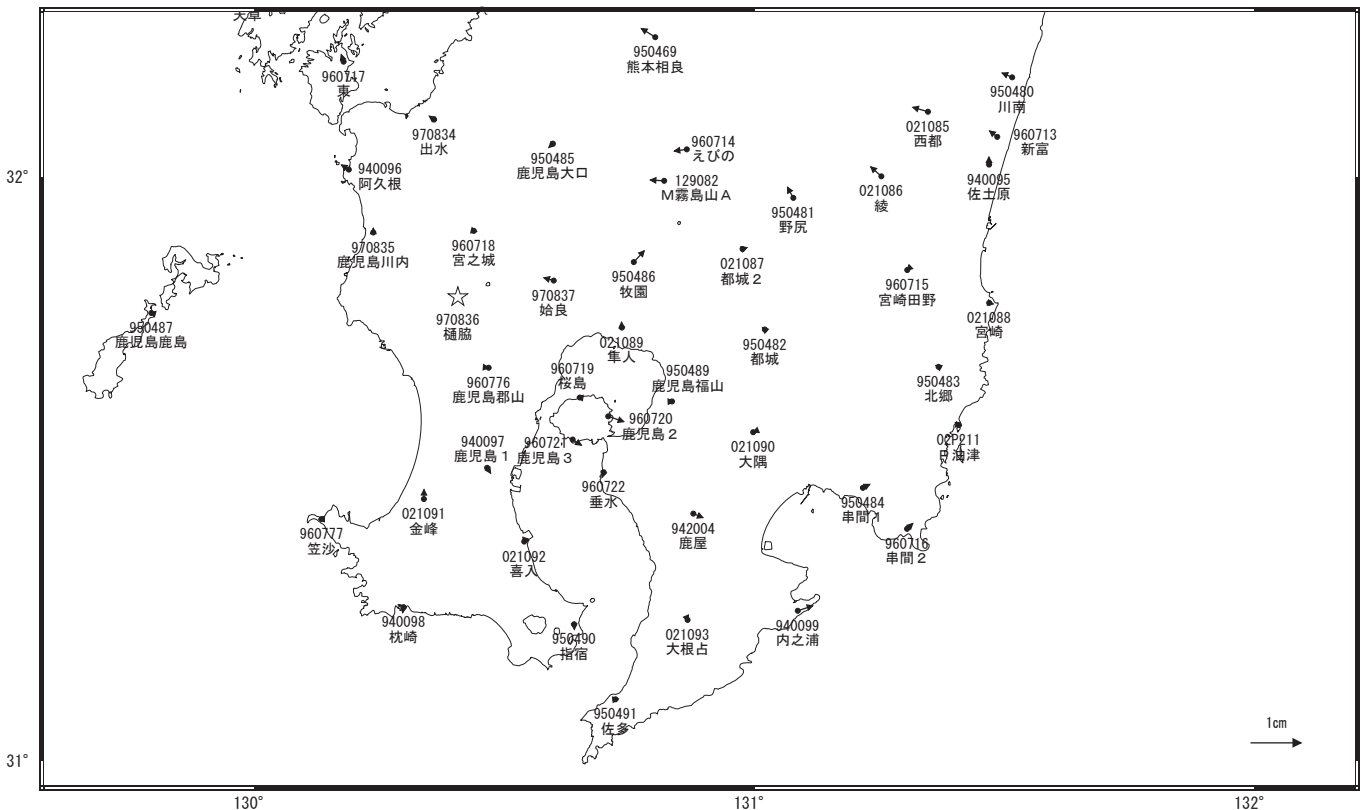 天草
950469
熊本相良
960717
東
950480
川南
021085
西都
960713
新富
970834
出水
950485
鹿児島大口
960714
えびの
940096
阿久根
32°
129082
M霧島山A
950481
野尻
021086
綾
940095
佐土原
970835
鹿児島川内
960718
宮之城
950486
牧園
021087
都城2
960715
宮崎田野
970837
姶良
950487
鹿児島鹿島
970836
樋脇
021089
隼人
950482
都城
021088
宮崎
960776
鹿児島郡山
960719
桜島
950489
鹿児島福山
950483
北郷
960720
鹿児島2
940097
鹿児島1
960721
鹿児島3
021090
大隅
02P211
P油津
960722
垂水
950484
串間1
021091
金峰
960777
笠沙
942004
鹿屋
960716
串間2
021092
喜入
940098
枕崎
950490
指宿
021093
大根占
940099
内之浦
950491
佐多
1cm
31°
130°
131°
132°